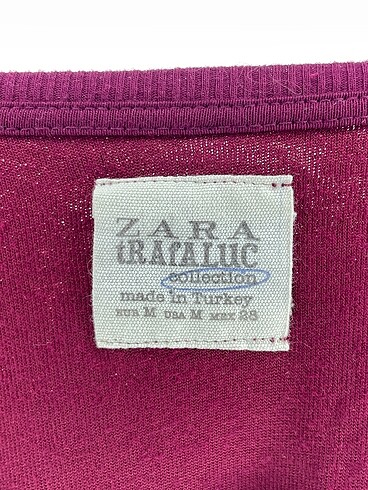 ZARA
tRAfALUC
collection
made in Turkey
EUR M USA M MEX 28